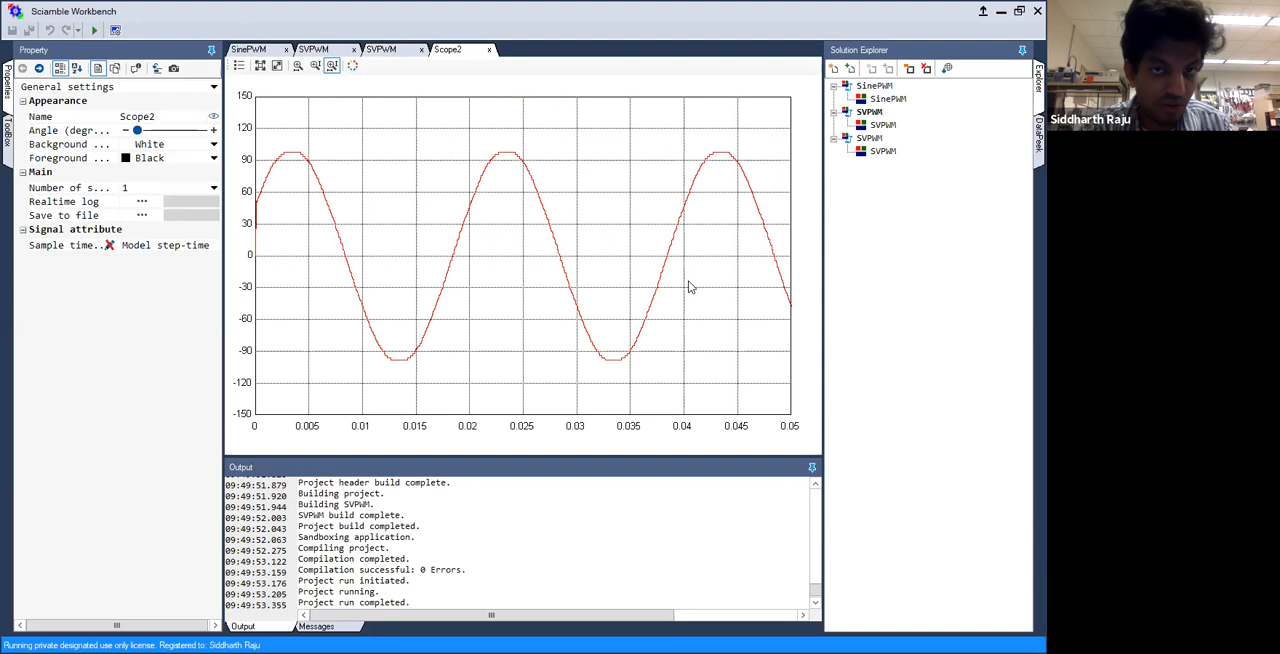 Sciamble Workbench
Property
General settings
Appearance
Name Scope2
Angle (degr...
Background ... White
Foreground ... Black
Main
Number of s... 1
Realtime log ...
Save to file ...
Signal attribute
Sample time.. Model step-time
Properties
ToolBox
SinePWM x SVPWM x SVPWM x Scope2 x
150
120
90
60
30
0
-30
-60
-90
-120
-150
0 0.005 0.01 0.015 0.02 0.025 0.03 0.035 0.04 0.045 0.05
Output
09:49:51.879 Project header build complete.
09:49:51.920 Building project.
09:49:51.944 Building SVPWM.
09:49:52.003 SVPWM build complete.
09:49:52.043 Project build completed.
09:49:52.063 Sandboxing application.
09:49:52.275 Compiling project.
09:49:53.122 Compilation completed.
09:49:53.159 Compilation successful: 0 Errors.
09:49:53.176 Project run initiated.
09:49:53.205 Project running.
09:49:53.355 Project run completed.
Output Messages
Solution Explorer
SinePWM
SinePWM
SVPWM
SVPWM
SVPWM
SVPWM
Explorer
DataPeek
Siddharth Raju
Running private designated use only license. Registered to: Siddharth Raju